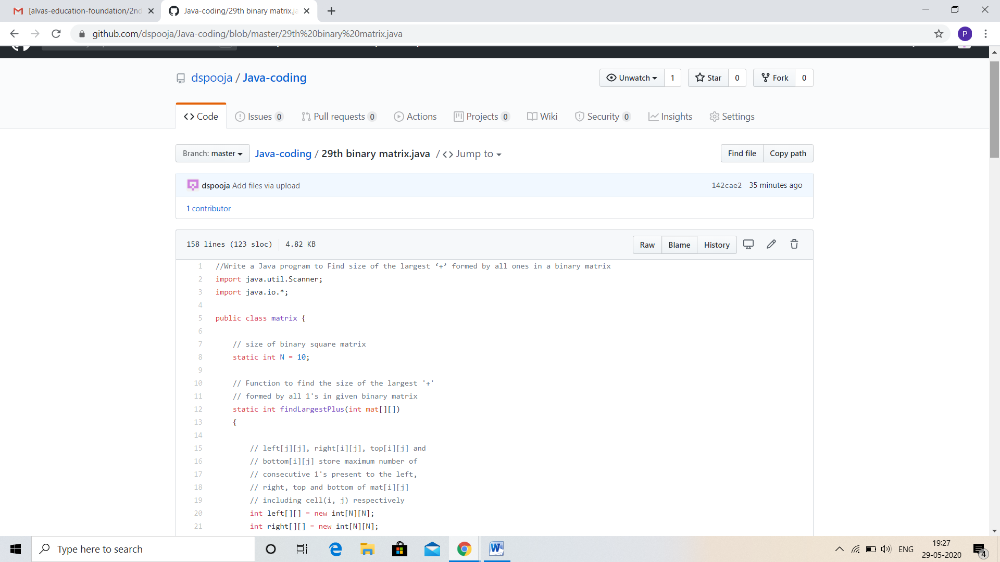 [alvas-education-foundation/2nd
Java-coding/29th binary matrix.ja
github.com/dspooja/Java-coding/blob/master/29th%20binary%20matrix.java
P
dspooja / Java-coding
Unwatch 1
Star 0
Fork 0
Code
Issues 0
Pull requests 0
Actions
Projects 0
Wiki
Security 0
Insights
Settings
Branch: master
Java-coding / 29th binary matrix.java / <> Jump to
Find file
Copy path
dspooja Add files via upload
142cae2 35 minutes ago
1 contributor
158 lines (123 sloc) 4.82 KB
Raw
Blame
History
1 //Write a Java program to Find size of the largest ‘+’ formed by all ones in a binary matrix
2 import java.util.Scanner;
3 import java.io.*;
4
5 public class matrix {
6
7 // size of binary square matrix
8 static int N = 10;
9
10 // Function to find the size of the largest '+'
11 // formed by all 1's in given binary matrix
12 static int findLargestPlus(int mat[][])
13 {
14
15 // left[j][j], right[i][j], top[i][j] and
16 // bottom[i][j] store maximum number of
17 // consecutive 1's present to the left,
18 // right, top and bottom of mat[i][j]
19 // including cell(i, j) respectively
20 int left[][] = new int[N][N];
21 int right[][] = new int[N][N];
Type here to search
ENG
19:27
29-05-2020
4